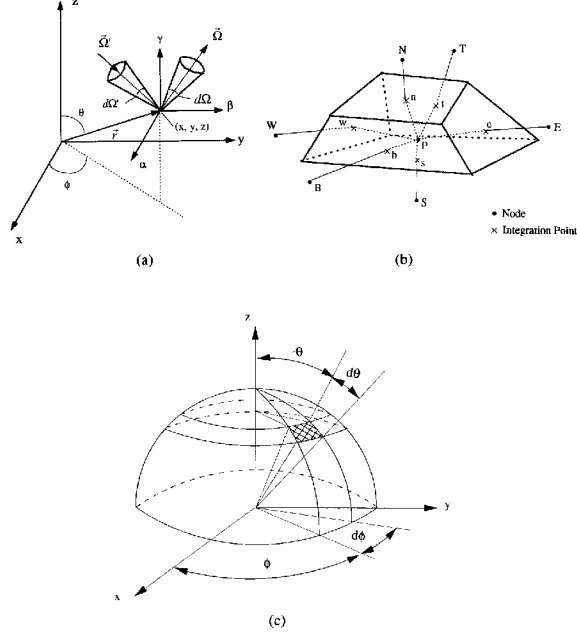 z
Ω⃗'
Ω⃗
γ
dΩ'
dΩ
β
θ
r⃗
(x, y, z)
y
α
φ
x
(a)
N
T
n
t
W
w
P
e
E
b
s
B
S
• Node
× Integration Point
(b)
z
θ
dθ
y
dφ
φ
x
(c)